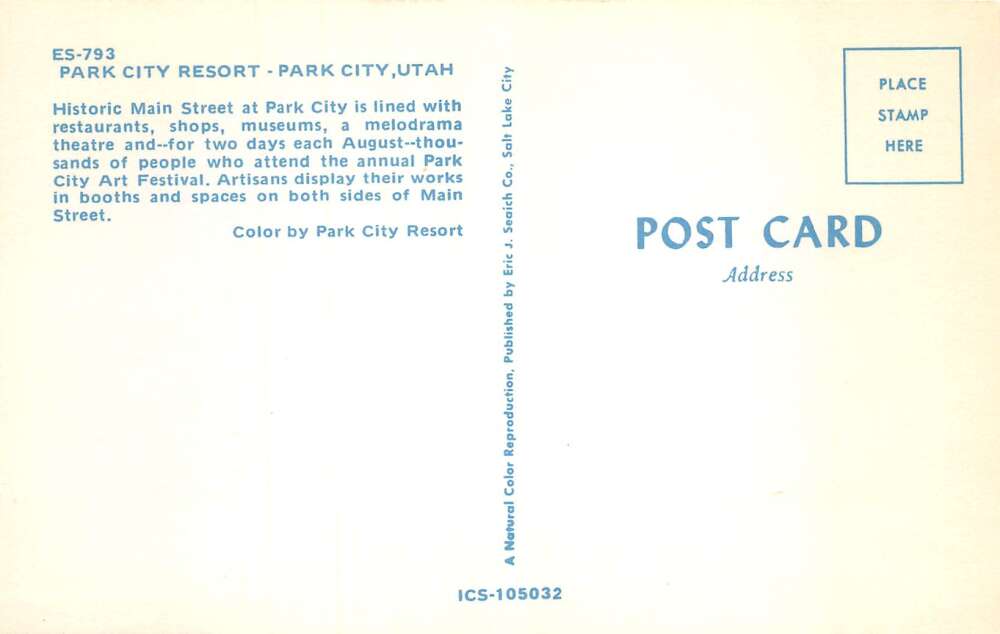 ES-793
PARK CITY RESORT - PARK CITY,UTAH
Historic Main Street at Park City is lined with
restaurants, shops, museums, a melodrama
theatre and--for two days each August--thou-
sands of people who attend the annual Park
City Art Festival. Artisans display their works
in booths and spaces on both sides of Main
Street.
Color by Park City Resort
A Natural Color Reproduction, Published by Eric J. Seaich Co., Salt Lake City
ICS-105032
PLACE
STAMP
HERE
POST CARD
Address